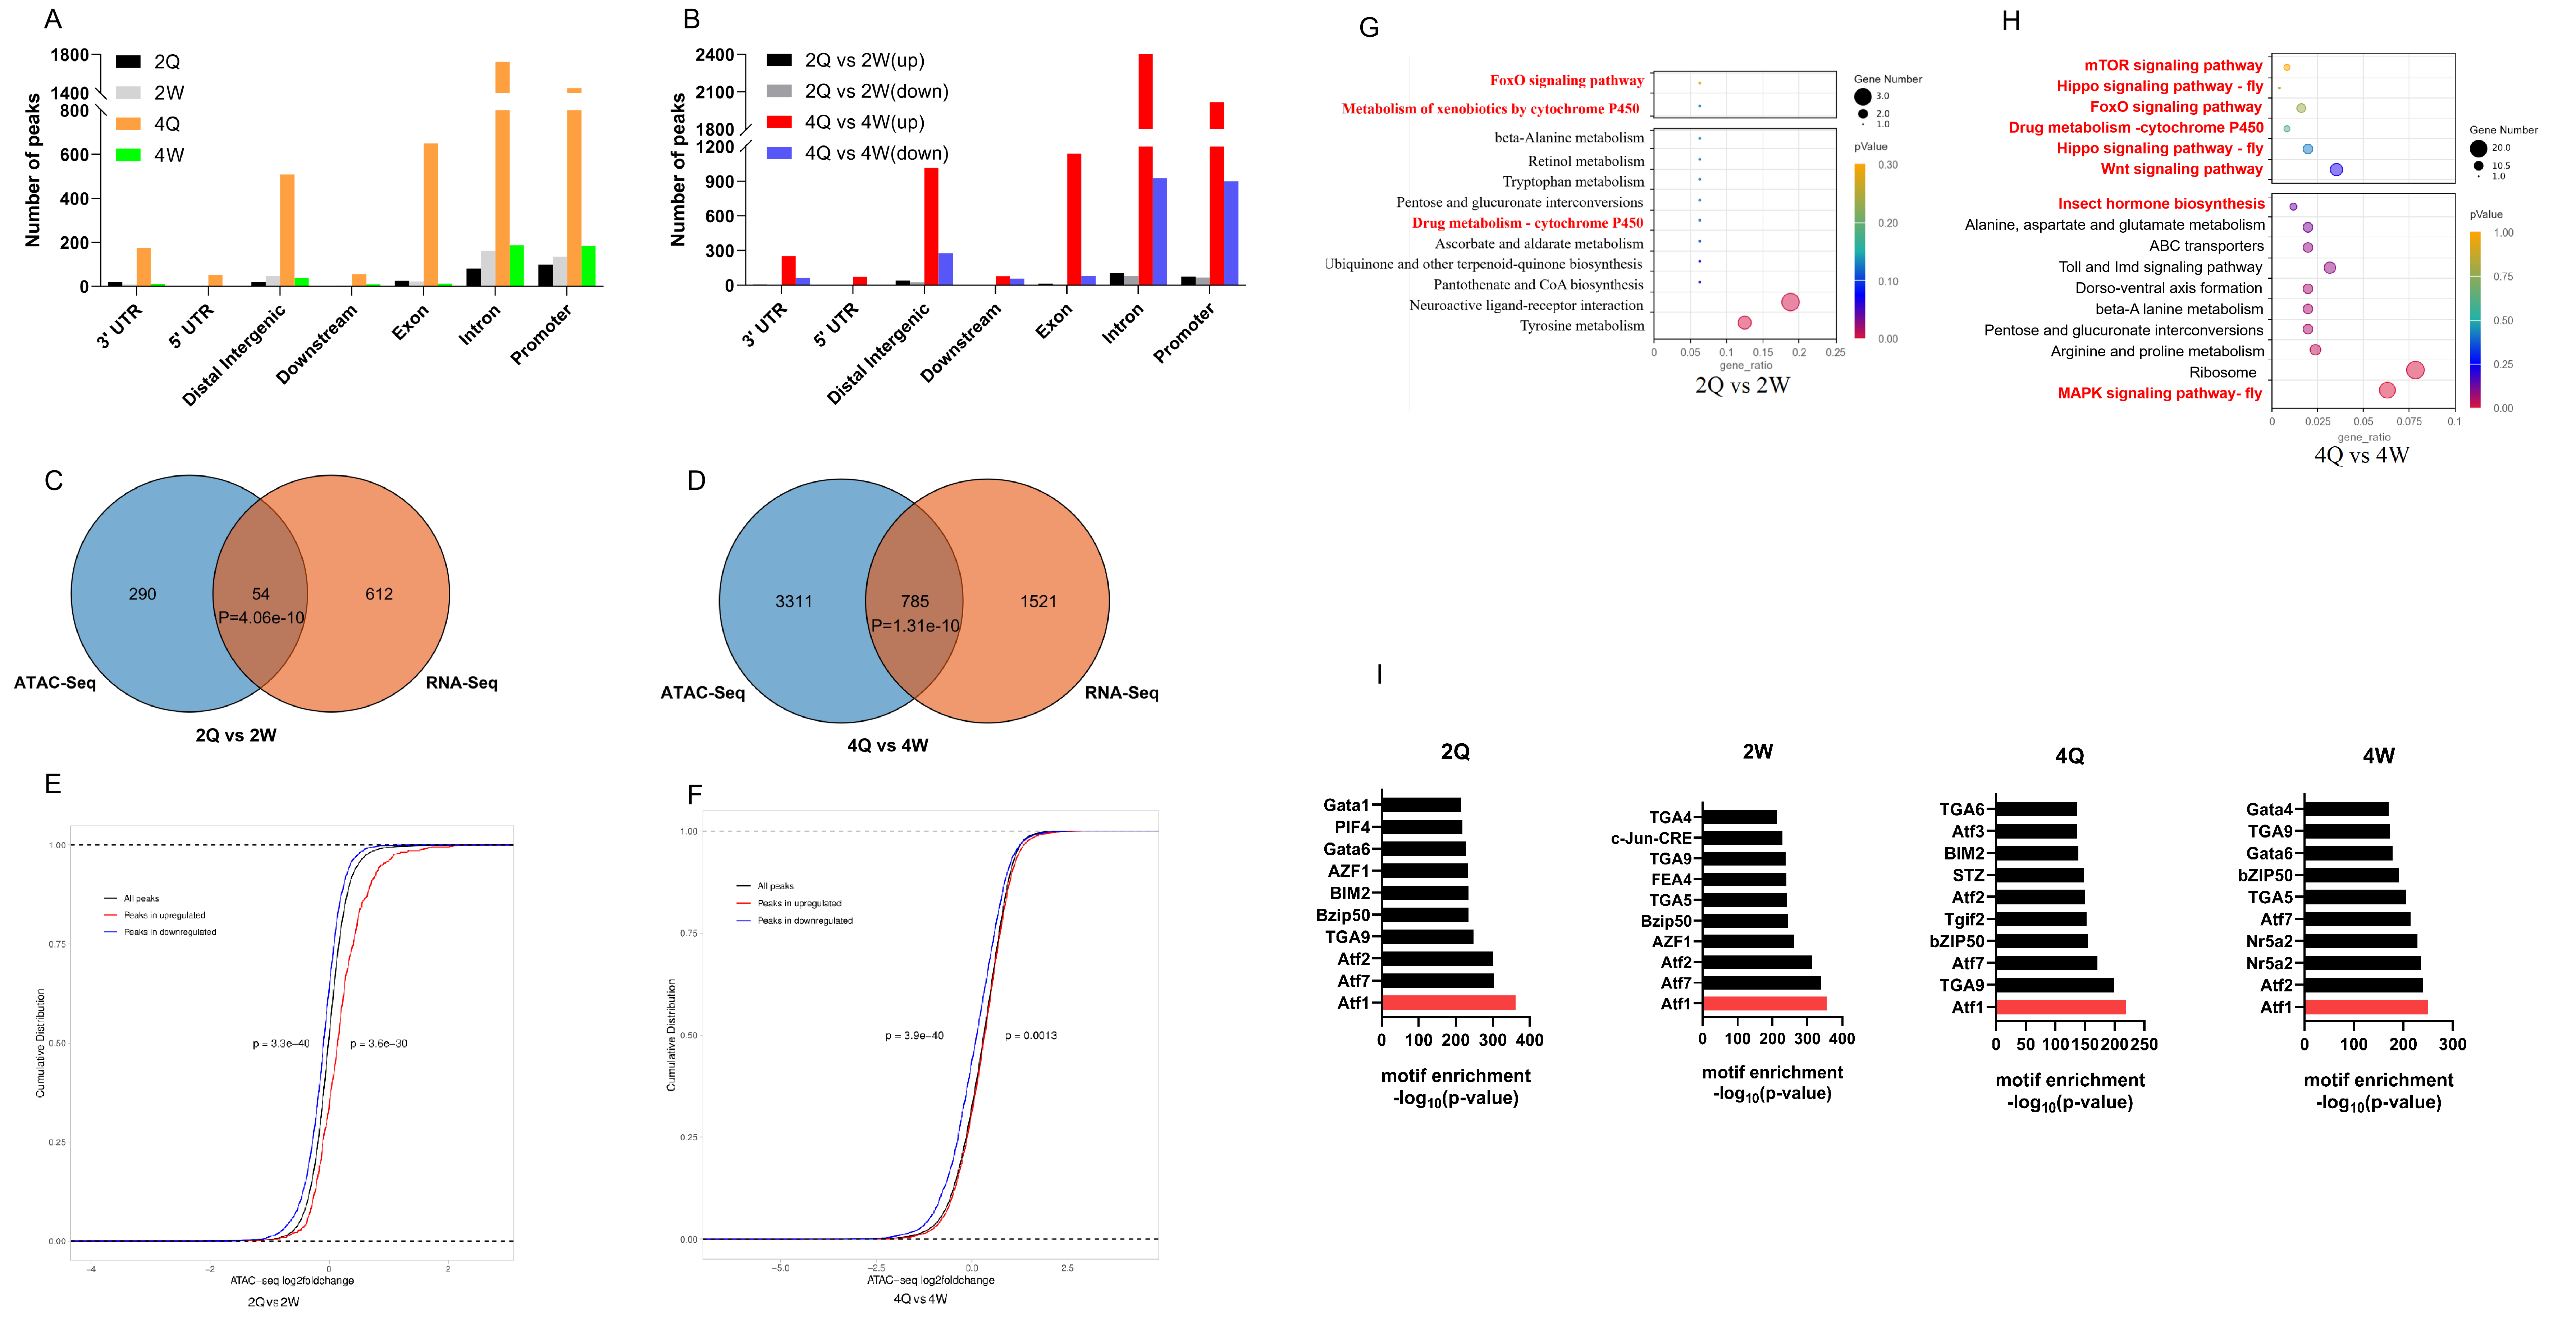 A
1800
1400
800
600
400
200
0
Number of peaks
2Q
2W
4Q
4W
3' UTR
5' UTR
Distal Intergenic
Downstream
Exon
Intron
Promoter
B
2400
2100
1800
1200
900
600
300
0
Number of peaks
2Q vs 2W(up)
2Q vs 2W(down)
4Q vs 4W(up)
4Q vs 4W(down)
3' UTR
5' UTR
Distal Intergenic
Downstream
Exon
Intron
Promoter
G
FoxO signaling pathway
Metabolism of xenobiotics by cytochrome P450
beta-Alanine metabolism
Retinol metabolism
Tryptophan metabolism
Pentose and glucuronate interconversions
Drug metabolism - cytochrome P450
Ascorbate and aldarate metabolism
Ubiquinone and other terpenoid-quinone biosynthesis
Pantothenate and CoA biosynthesis
Neuroactive ligand-receptor interaction
Tyrosine metabolism
0 0.05 0.1 0.15 0.2 0.25
gene_ratio
2Q vs 2W
Gene Number
3.0
2.0
1.0
pValue
0.30
0.20
0.10
0.00
H
mTOR signaling pathway
Hippo signaling pathway - fly
FoxO signaling pathway
Drug metabolism -cytochrome P450
Hippo signaling pathway - fly
Wnt signaling pathway
Insect hormone biosynthesis
Alanine, aspartate and glutamate metabolism
ABC transporters
Toll and Imd signaling pathway
Dorso-ventral axis formation
beta-A lanine metabolism
Pentose and glucuronate interconversions
Arginine and proline metabolism
Ribosome
MAPK signaling pathway- fly
0 0.025 0.05 0.075 0.1
gene_ratio
4Q vs 4W
Gene Number
20.0
10.5
1.0
pValue
1.00
0.75
0.50
0.25
0.00
C
290
54
P=4.06e-10
612
ATAC-Seq
RNA-Seq
2Q vs 2W
D
3311
785
P=1.31e-10
1521
ATAC-Seq
RNA-Seq
4Q vs 4W
E
1.00
0.75
0.50
0.25
0.00
Cumulative Distribution
All peaks
Peaks in upregulated
Peaks in downregulated
p = 3.3e−40
p = 3.6e−30
−4 −2 0 2
ATAC−seq log2foldchange
2Q vs 2W
F
1.00
0.75
0.50
0.25
0.00
Cumulative Distribution
All peaks
Peaks in upregulated
Peaks in downregulated
p = 3.9e−40
p = 0.0013
−5.0 −2.5 0.0 2.5
ATAC−seq log2foldchange
4Q vs 4W
I
2Q
Gata1
PIF4
Gata6
AZF1
BIM2
Bzip50
TGA9
Atf2
Atf7
Atf1
0 100 200 300 400
motif enrichment
-log10(p-value)
2W
TGA4
c-Jun-CRE
TGA9
FEA4
TGA5
Bzip50
AZF1
Atf2
Atf7
Atf1
0 100 200 300 400
motif enrichment
-log10(p-value)
4Q
TGA6
Atf3
BIM2
STZ
Atf2
Tgif2
bZIP50
Atf7
TGA9
Atf1
0 50 100 150 200 250
motif enrichment
-log10(p-value)
4W
Gata4
TGA9
Gata6
bZIP50
TGA5
Atf7
Nr5a2
Nr5a2
Atf2
Atf1
0 100 200 300
motif enrichment
-log10(p-value)